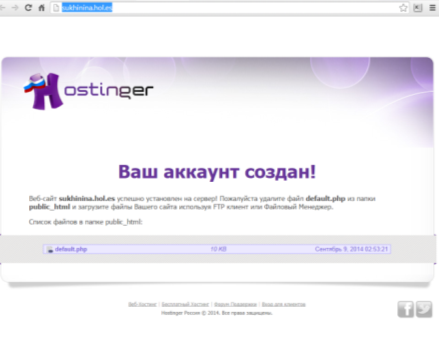 sukhinina.hol.es
Hostinger
Ваш аккаунт создан!
Веб-сайт sukhinina.hol.es успешно установлен на сервер! Пожалуйста удалите файл default.php из папки
public_html и загрузите файлы Вашего сайта используя FTP клиент или Файловый Менеджер.
Список файлов в папке public_html:
default.php 10 KB Сентябрь 9, 2014 02:53:21
Веб-Хостинг | Бесплатный Хостинг | Форум Поддержки | Вход для клиентов
Hostinger Россия © 2014. Все права защищены.